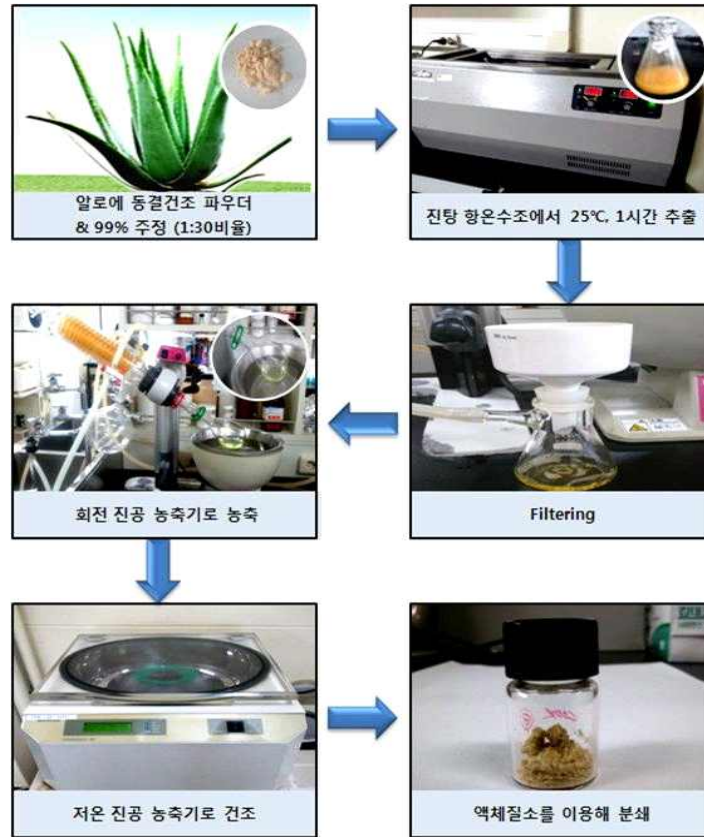 알로에 동결건조 파우더
& 99% 주정 (1:30비율)
진탕 항온수조에서 25℃, 1시간 추출
Filtering
회전 진공 농축기로 농축
저온 진공 농축기로 건조
액체질소를 이용해 분쇄